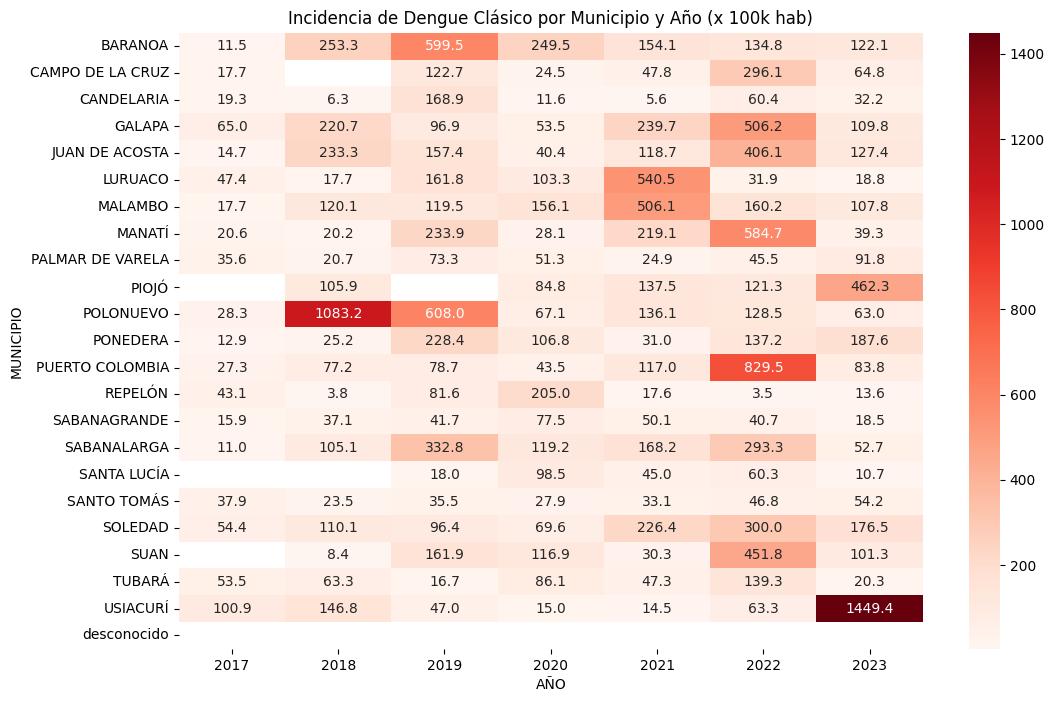 Incidencia de Dengue Clásico por Municipio y Año (x 100k hab)
MUNICIPIO
BARANOA 11.5 253.3 599.5 249.5 154.1 134.8 122.1
CAMPO DE LA CRUZ 17.7 122.7 24.5 47.8 296.1 64.8
CANDELARIA 19.3 6.3 168.9 11.6 5.6 60.4 32.2
GALAPA 65.0 220.7 96.9 53.5 239.7 506.2 109.8
JUAN DE ACOSTA 14.7 233.3 157.4 40.4 118.7 406.1 127.4
LURUACO 47.4 17.7 161.8 103.3 540.5 31.9 18.8
MALAMBO 17.7 120.1 119.5 156.1 506.1 160.2 107.8
MANATÍ 20.6 20.2 233.9 28.1 219.1 584.7 39.3
PALMAR DE VARELA 35.6 20.7 73.3 51.3 24.9 45.5 91.8
PIOJÓ 105.9 84.8 137.5 121.3 462.3
POLONUEVO 28.3 1083.2 608.0 67.1 136.1 128.5 63.0
PONEDERA 12.9 25.2 228.4 106.8 31.0 137.2 187.6
PUERTO COLOMBIA 27.3 77.2 78.7 43.5 117.0 829.5 83.8
REPELÓN 43.1 3.8 81.6 205.0 17.6 3.5 13.6
SABANAGRANDE 15.9 37.1 41.7 77.5 50.1 40.7 18.5
SABANALARGA 11.0 105.1 332.8 119.2 168.2 293.3 52.7
SANTA LUCÍA 18.0 98.5 45.0 60.3 10.7
SANTO TOMÁS 37.9 23.5 35.5 27.9 33.1 46.8 54.2
SOLEDAD 54.4 110.1 96.4 69.6 226.4 300.0 176.5
SUAN 8.4 161.9 116.9 30.3 451.8 101.3
TUBARÁ 53.5 63.3 16.7 86.1 47.3 139.3 20.3
USIACURÍ 100.9 146.8 47.0 15.0 14.5 63.3 1449.4
desconocido
2017 2018 2019 2020 2021 2022 2023
AÑO
1400
1200
1000
800
600
400
200